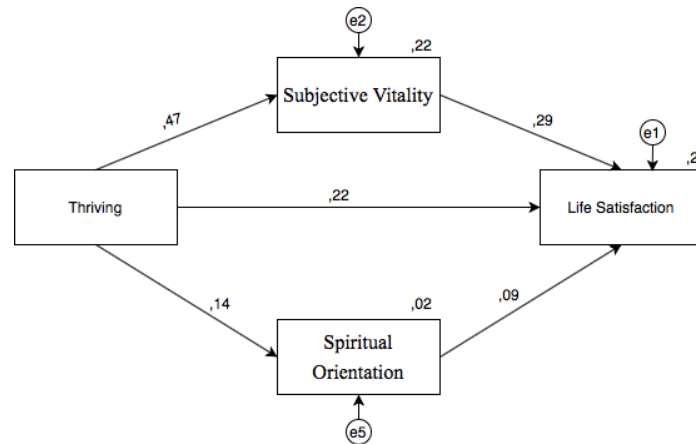 e2
,22
Subjective Vitality
,47
,29
e1
Thriving
,22
Life Satisfaction
,14
,02
,09
Spiritual
Orientation
e5